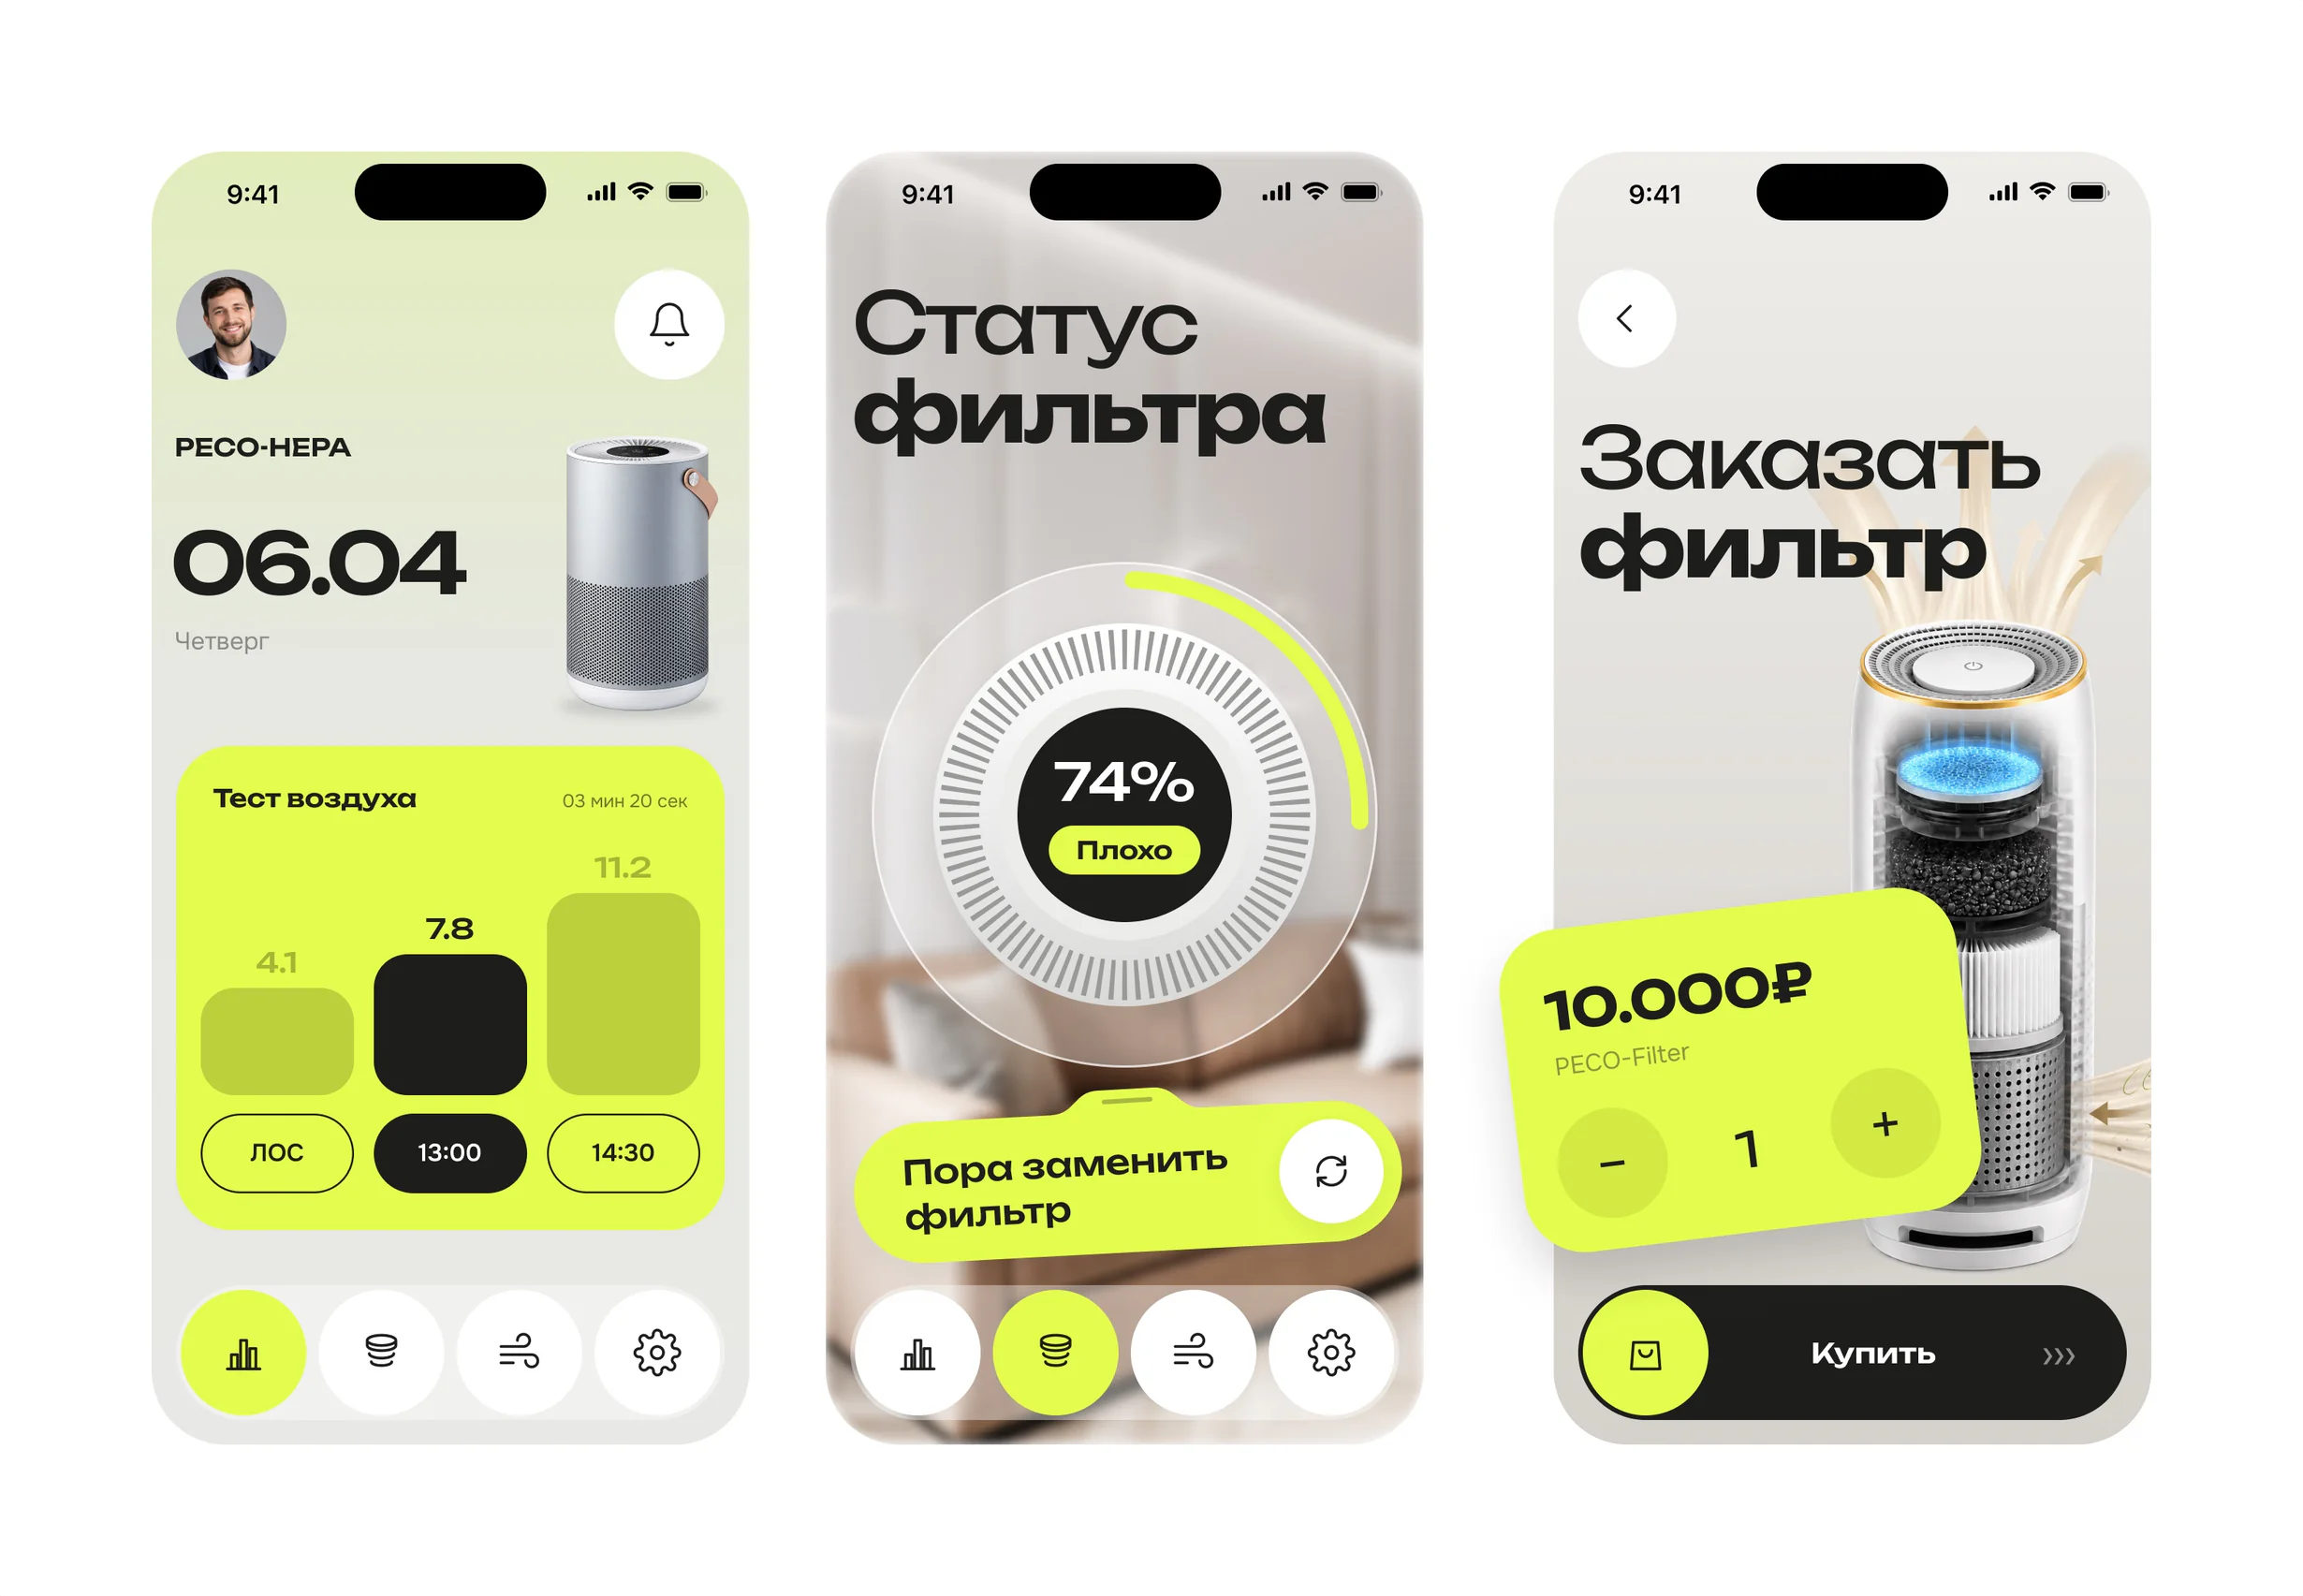 9:41
PECO-HEPA
06.04
Четверг
Тест воздуха
03 мин 20 сек
4.1
7.8
11.2
ЛОС
13:00
14:30
9:41
Статус
фильтра
74%
Плохо
Пора заменить
фильтр
9:41
Заказать
фильтр
10.000₽
PECO-Filter
– 1 +
Купить